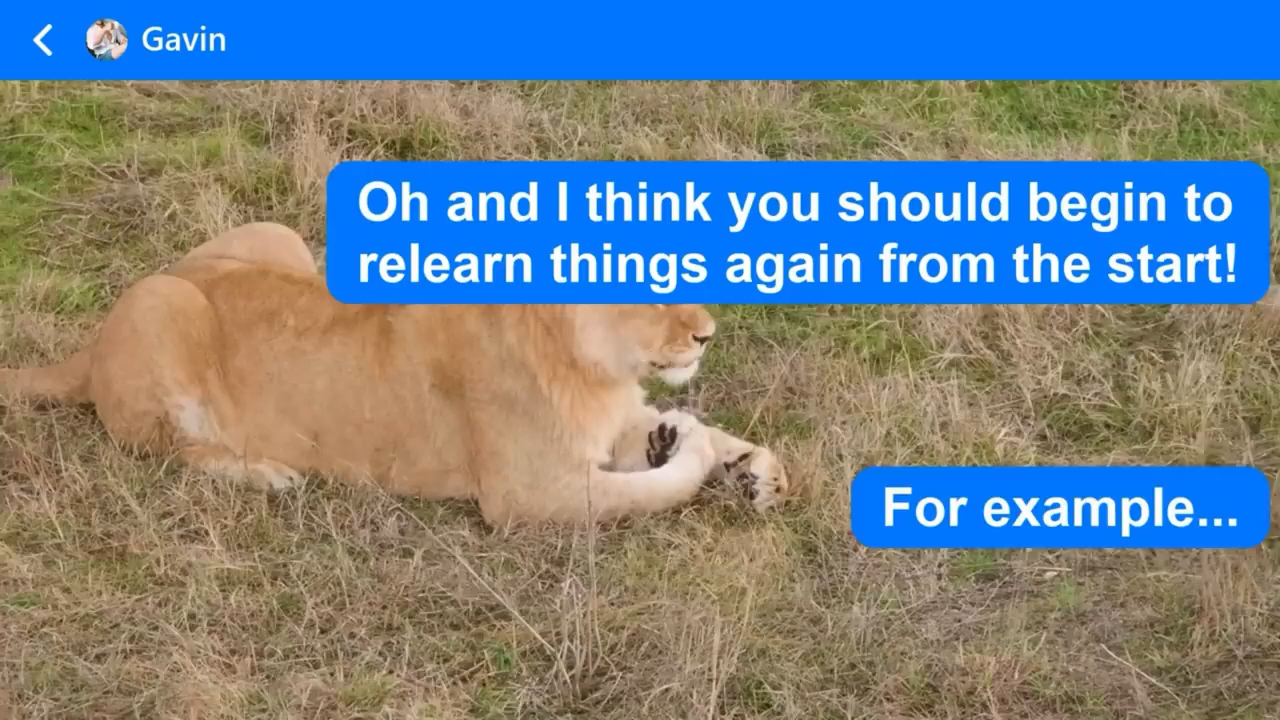 Gavin
Oh and I think you should begin to
relearn things again from the start!
For example...